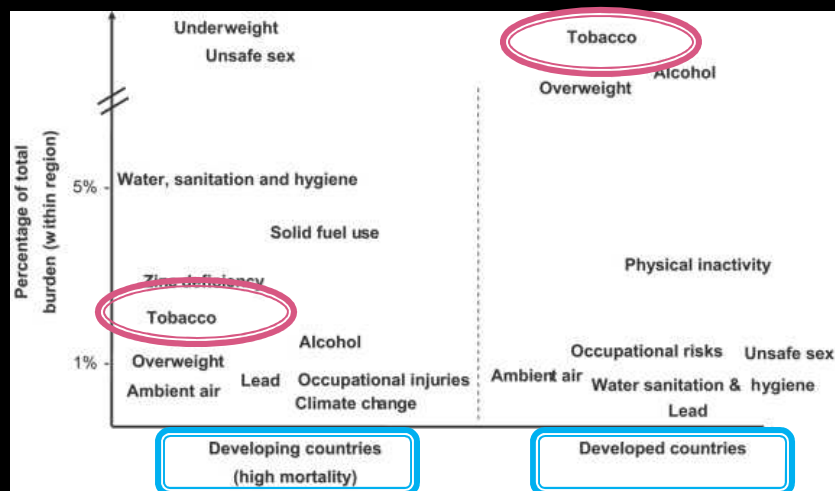 Percentage of total
burden (within region)
5%
1%
Underweight
Unsafe sex
Water, sanitation and hygiene
Solid fuel use
Zinc deficiency
Tobacco
Alcohol
Overweight
Ambient air
Lead
Occupational injuries
Climate change
Developing countries
(high mortality)
Tobacco
Alcohol
Overweight
Physical inactivity
Occupational risks
Unsafe sex
Ambient air
Water sanitation & hygiene
Lead
Developed countries